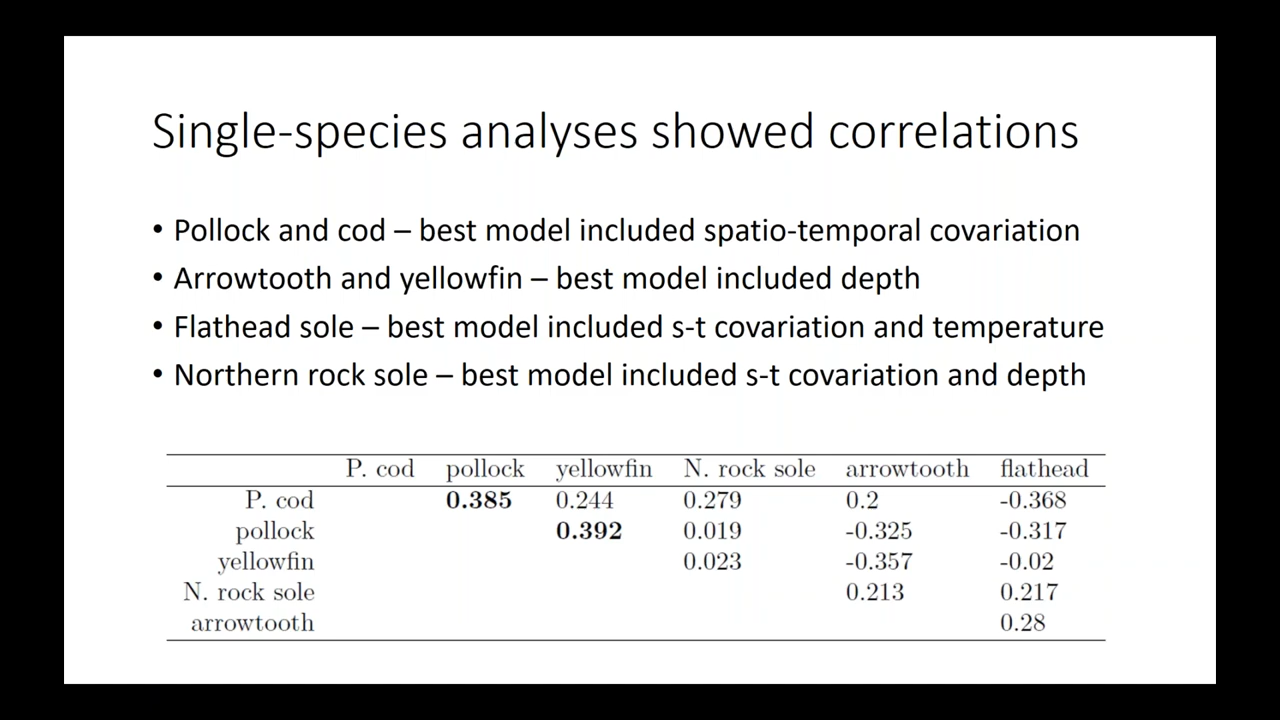 Single-species analyses showed correlations
• Pollock and cod – best model included spatio-temporal covariation
• Arrowtooth and yellowfin – best model included depth
• Flathead sole – best model included s-t covariation and temperature
• Northern rock sole – best model included s-t covariation and depth
P. cod pollock yellowfin N. rock sole arrowtooth flathead
P. cod 0.385 0.244 0.279 0.2 -0.368
pollock 0.392 0.019 -0.325 -0.317
yellowfin 0.023 -0.357 -0.02
N. rock sole 0.213 0.217
arrowtooth 0.28